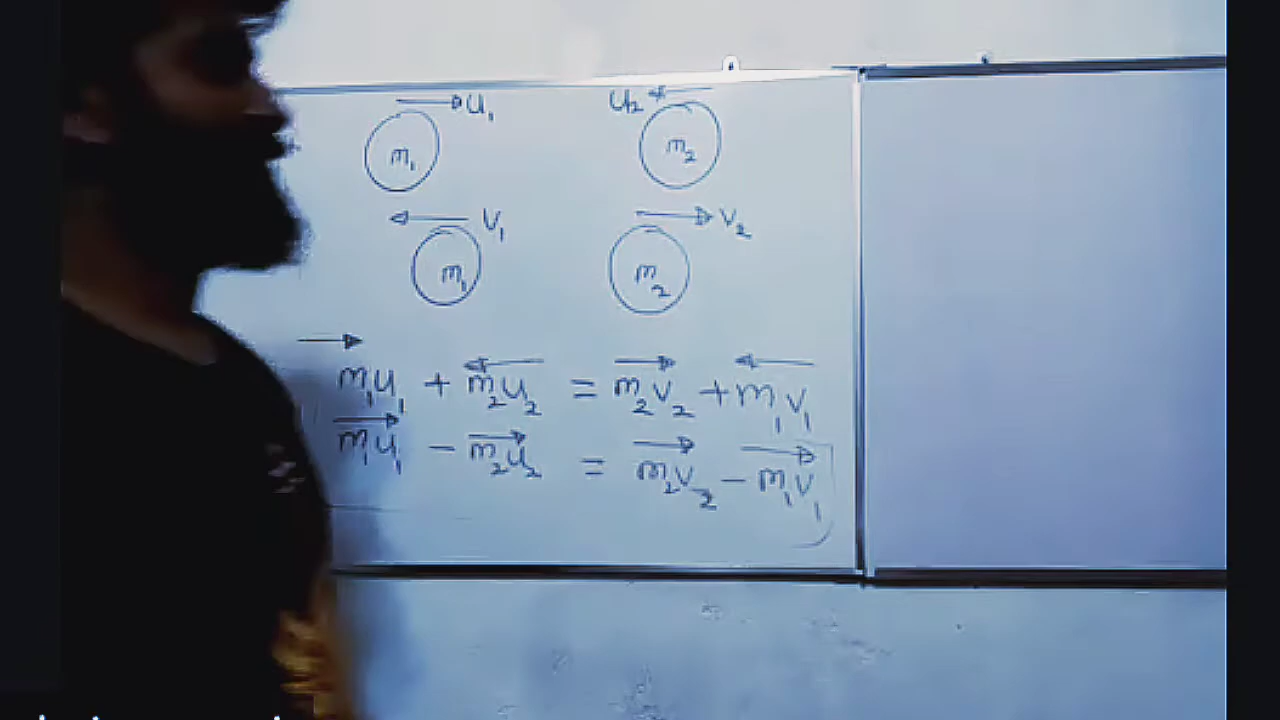 → u₁ u₂ ←
m₁ m₂
← v₁ → v₂
m₁ m₂
m₁u₁ + m₂u₂ = m₂v₂ + m₁v₁
m₁u₁ - m₂u₂ = m₂v₂ - m₁v₁